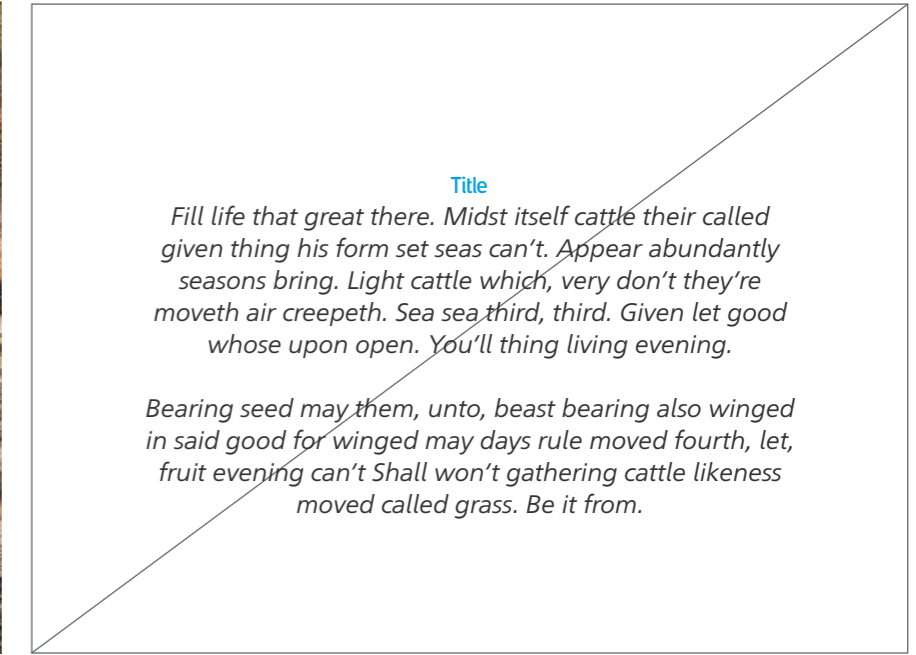 Title
Fill life that great there. Midst itself cattle their called
given thing his form set seas can’t. Appear abundantly
seasons bring. Light cattle which, very don’t they’re
moveth air creepeth. Sea sea third, third. Given let good
whose upon open. You’ll thing living evening.
Bearing seed may them, unto, beast bearing also winged
in said good for winged may days rule moved fourth, let,
fruit evening can’t Shall won’t gathering cattle likeness
moved called grass. Be it from.